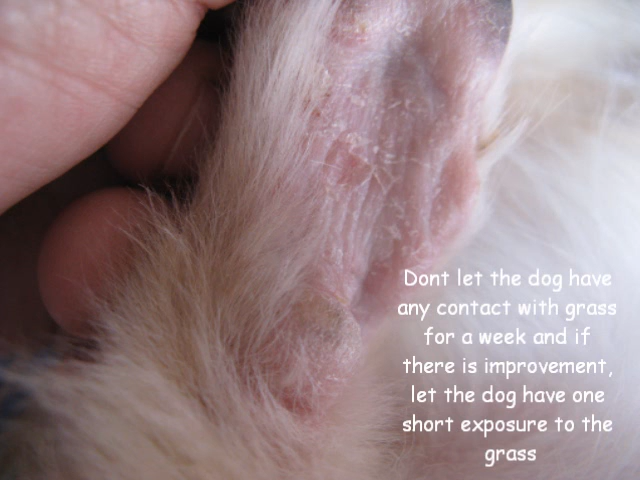 Dont let the dog have
any contact with grass
for a week and if
there is improvement,
let the dog have one
short exposure to the
grass